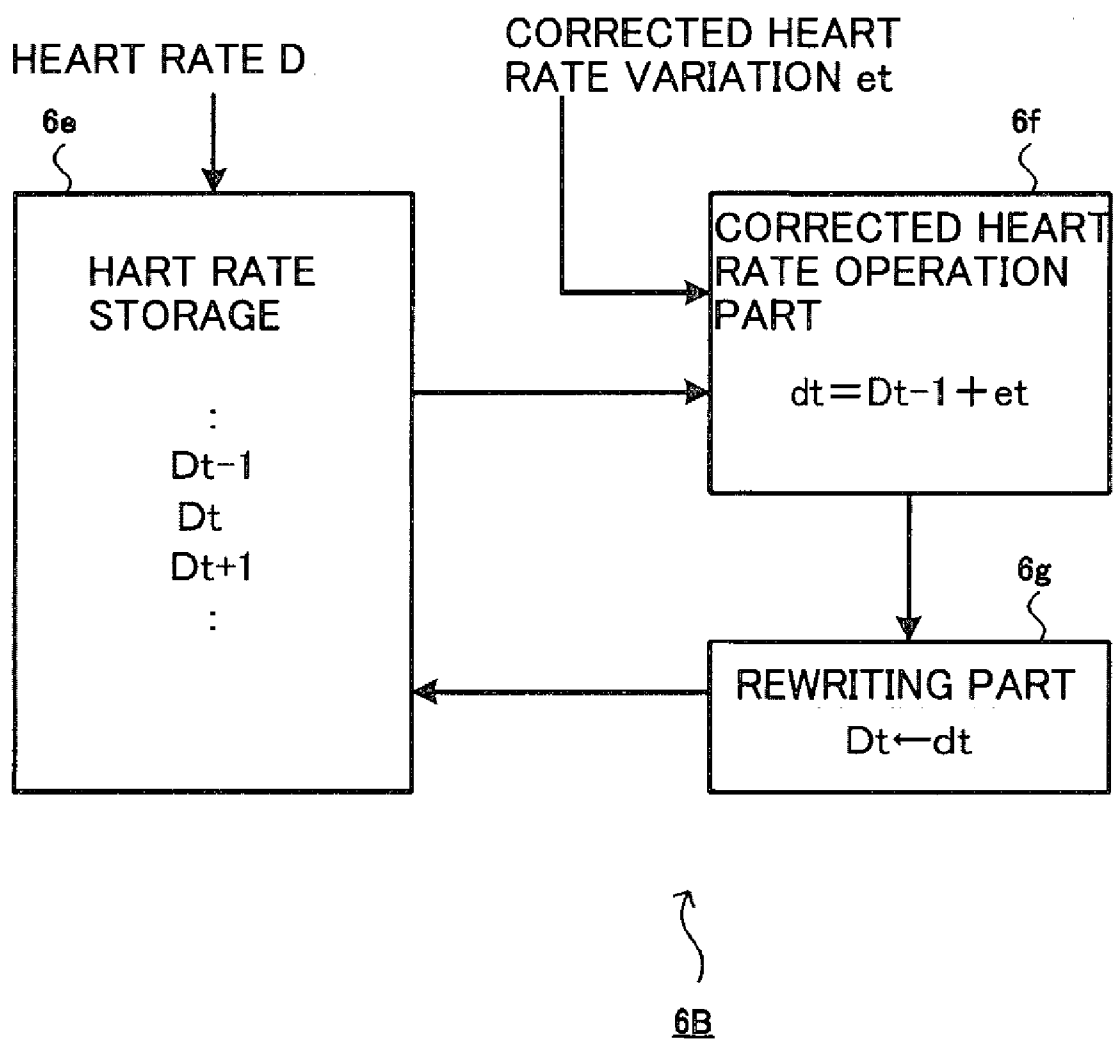 HEART RATE D
CORRECTED HEART
RATE VARIATION et
6e
6f
HART RATE
STORAGE
:
Dt-1
Dt
Dt+1
:
CORRECTED HEART
RATE OPERATION
PART
dt=Dt-1+et
6g
REWRITING PART
Dt←dt
6B